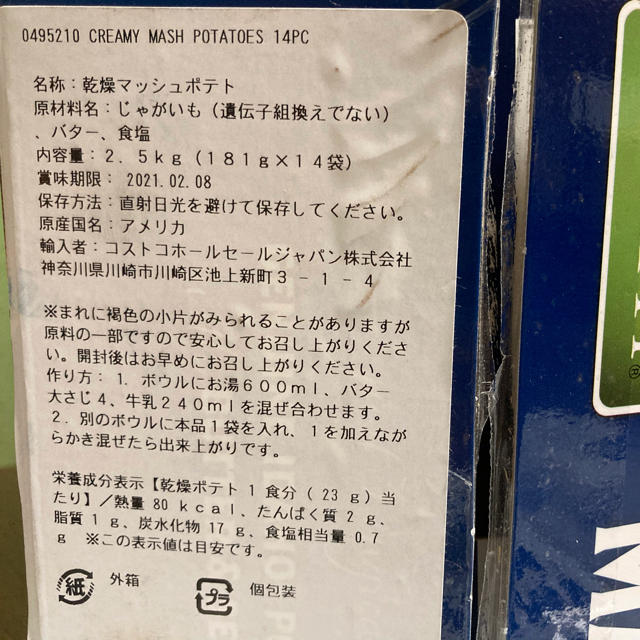 0495210 CREAMY MASH POTATOES 14PC
名称：乾燥マッシュポテト
原材料名：じゃがいも（遺伝子組換えでない）
、バター、食塩
内容量：２．５ｋｇ（１８１ｇ×１４袋）
賞味期限： 2021.02.08
保存方法：直射日光を避けて保存してください。
原産国名：アメリカ
輸入者：コストコホールセールジャパン株式会社
神奈川県川崎市川崎区池上新町３－１－４
※まれに褐色の小片がみられることがありますが
原料の一部ですので安心してお召し上がりくださ
い。開封後はお早めにお召し上がりください。
作り方：１．ボウルにお湯６００ｍｌ、バター
大さじ４、牛乳２４０ｍｌを混ぜ合わせます。
２．別のボウルに本品１袋を入れ、１を加えなが
らかき混ぜたら出来上がりです。
栄養成分表示【乾燥ポテト１食分（２３ｇ）当
たり】／熱量８０ｋｃａｌ、たんぱく質２ｇ、
脂質１ｇ、炭水化物１７ｇ、食塩相当量０．７
ｇ　※この表示値は目安です。
紙 外箱 プラ 個包装
®